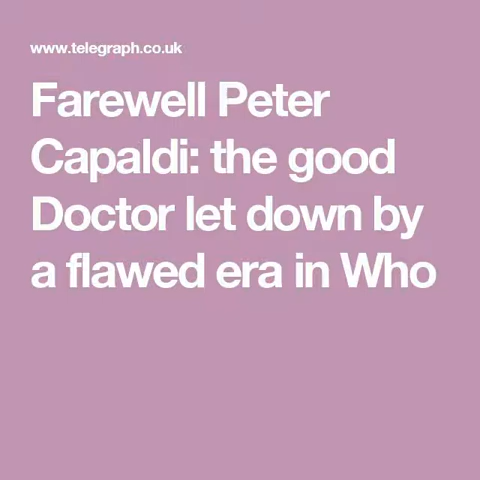 www.telegraph.co.uk
Farewell Peter
Capaldi: the good
Doctor let down by
a flawed era in Who